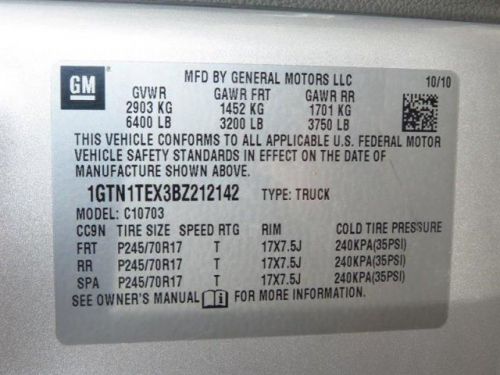 GM
MFD BY GENERAL MOTORS LLC 10/10
GVWR GAWR FRT GAWR RR
2903 KG 1452 KG 1701 KG
6400 LB 3200 LB 3750 LB
THIS VEHICLE CONFORMS TO ALL APPLICABLE U.S. FEDERAL MOTOR
VEHICLE SAFETY STANDARDS IN EFFECT ON THE DATE OF
MANUFACTURE SHOWN ABOVE.
1GTN1TEX3BZ212142 TYPE: TRUCK
MODEL: C10703
CC9N TIRE SIZE SPEED RTG RIM COLD TIRE PRESSURE
FRT P245/70R17 T 17X7.5J 240KPA(35PSI)
RR P245/70R17 T 17X7.5J 240KPA(35PSI)
SPA P245/70R17 T 17X7.5J 240KPA(35PSI)
SEE OWNER'S MANUAL i FOR MORE INFORMATION.